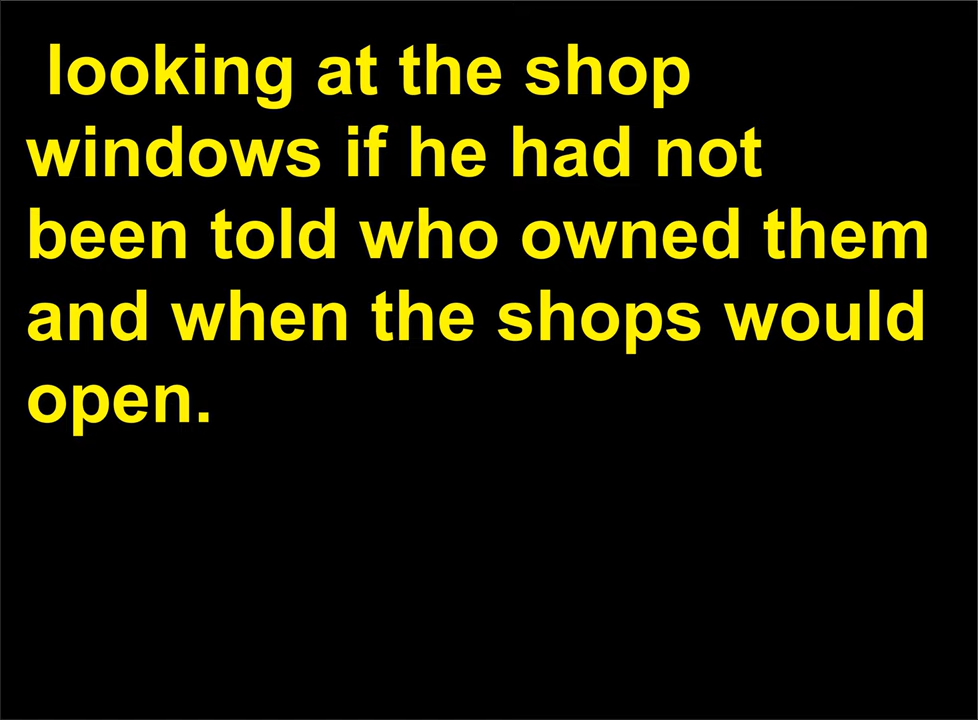 looking at the shop
windows if he had not
been told who owned them
and when the shops would
open.